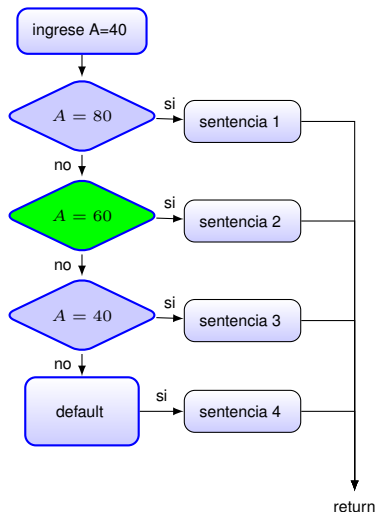 ingrese A=40
A = 80
si
sentencia 1
no
A = 60
si
sentencia 2
no
A = 40
si
sentencia 3
no
default
si
sentencia 4
return